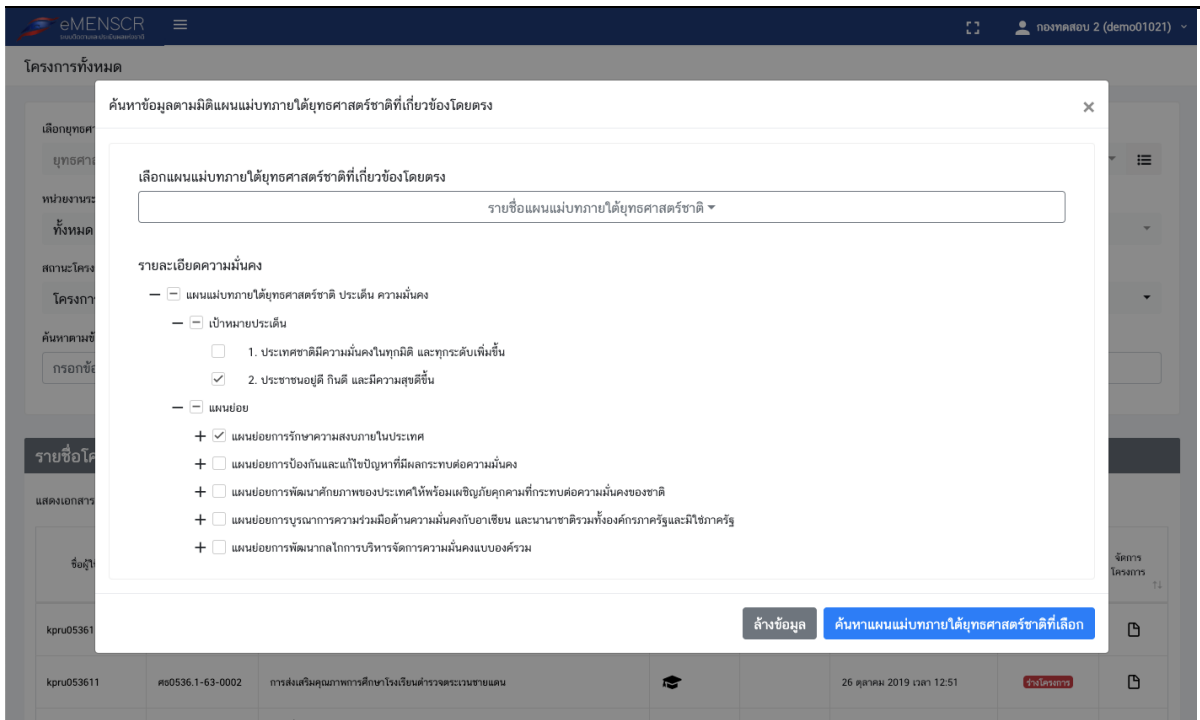 eMENSCR
กองทดสอบ 2 (demo01021)
โครงการทั้งหมด
ค้นหาข้อมูลตามมิติแผนแม่บทภายใต้ยุทธศาสตร์ชาติที่เกี่ยวข้องโดยตรง
×
เลือกยุทธศา
ยุทธศาส
เลือกแผนแม่บทภายใต้ยุทธศาสตร์ชาติที่เกี่ยวข้องโดยตรง
หน่วยงานระ
รายชื่อแผนแม่บทภายใต้ยุทธศาสตร์ชาติ
ทั้งหมด
รายละเอียดความมั่นคง
สถานะโครง
แผนแม่บทภายใต้ยุทธศาสตร์ชาติ ประเด็น ความมั่นคง
โครงกา
เป้าหมายประเด็น
ค้นหาตามชั
1. ประเทศชาติมีความมั่นคงในทุกมิติ และทุกระดับเพิ่มขึ้น
กรอกข้อ
2. ประชาชนอยู่ดี กินดี และมีความสุขดีขึ้น
แผนย่อย
แผนย่อยการรักษาความสงบภายในประเทศ
รายชื่อโค
แผนย่อยการป้องกันและแก้ไขปัญหาที่มีผลกระทบต่อความมั่นคง
แสดงเอกสาร
แผนย่อยการพัฒนาศักยภาพของประเทศให้พร้อมเผชิญภัยคุกคามที่กระทบต่อความมั่นคงของชาติ
แผนย่อยการบูรณาการความร่วมมือด้านความมั่นคงกับอาเซียน และนานาชาติรวมทั้งองค์กรภาครัฐและมิใช่ภาครัฐ
แผนย่อยการพัฒนากลไกการบริหารจัดการความมั่นคงแบบองค์รวม
ชื่อผู้ใ
จัดการ
โครงการ
ล้างข้อมูล
ค้นหาแผนแม่บทภายใต้ยุทธศาสตร์ชาติที่เลือก
kpru05361
kpru053611 ศธ0536.1-63-0002 การส่งเสริมคุณภาพการศึกษาโรงเรียนตำรวจตระเวนชายแดน 26 ตุลาคม 2019 เวลา 12:51 ร่างโครงการ